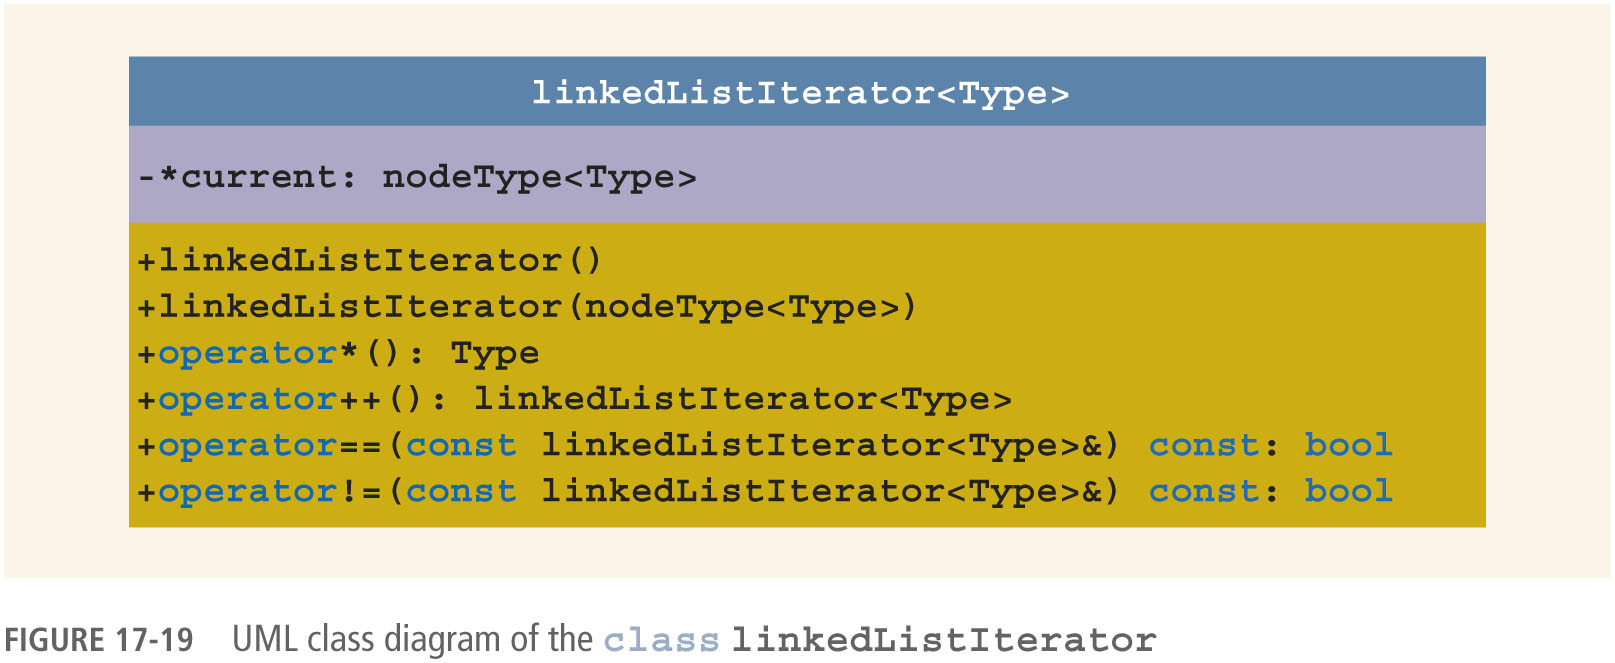 linkedListIterator<Type>
-*current: nodeType<Type>
+linkedListIterator()
+linkedListIterator(nodeType<Type>)
+operator*(): Type
+operator++(): linkedListIterator<Type>
+operator==(const linkedListIterator<Type>&) const: bool
+operator!=(const linkedListIterator<Type>&) const: bool
FIGURE 17-19 UML class diagram of the class linkedListIterator